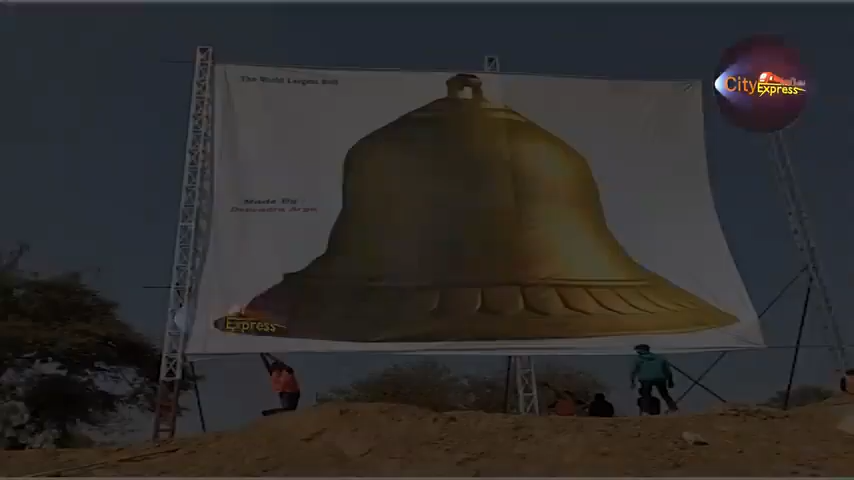 The World Largest Bell
City
Express
Made By
Devendra Arya
Express